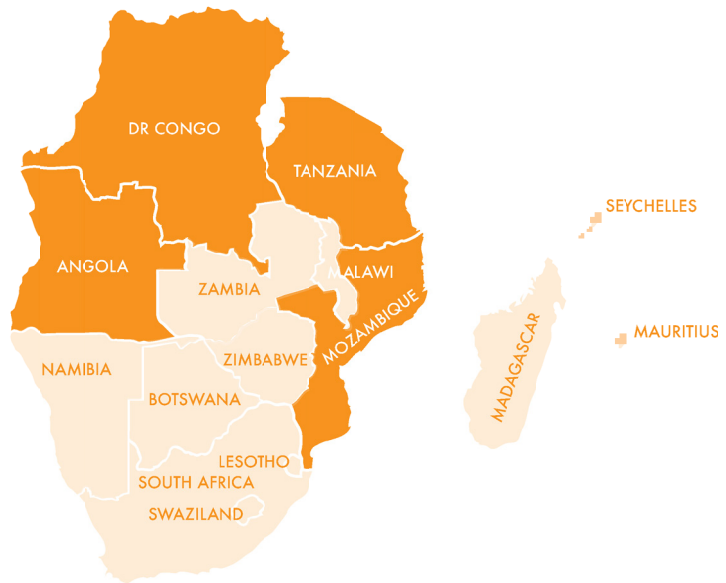 DR CONGO
TANZANIA
SEYCHELLES
ANGOLA
MALAWI
ZAMBIA
MOZAMBIQUE
MAURITIUS
MADAGASCAR
ZIMBABWE
NAMIBIA
BOTSWANA
LESOTHO
SOUTH AFRICA
SWAZILAND